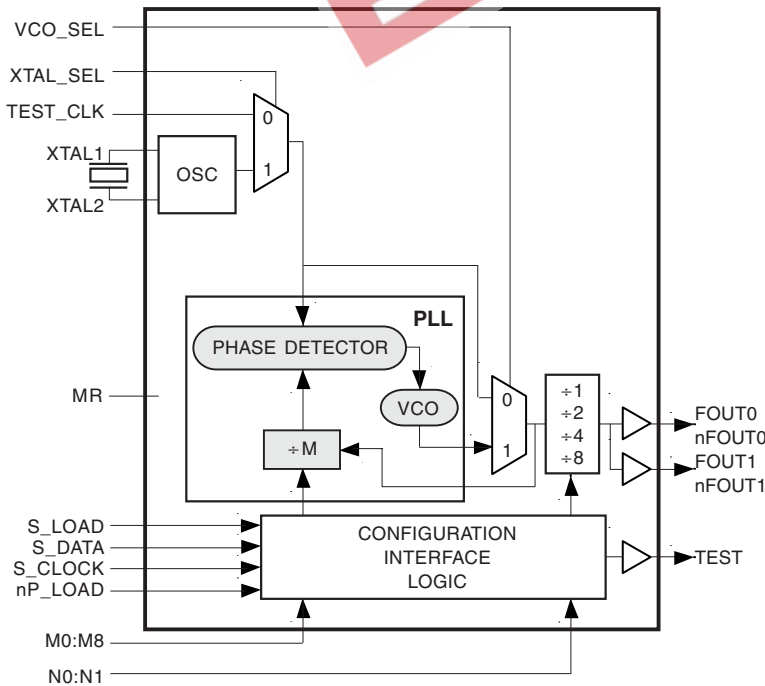 VCO_SEL
XTAL_SEL
TEST_CLK
0
XTAL1
OSC
1
XTAL2
PLL
PHASE DETECTOR
MR
VCO
0
1
÷1
÷2
÷4
÷8
FOUT0
nFOUT0
FOUT1
nFOUT1
÷M
S_LOAD
S_DATA
S_CLOCK
nP_LOAD
CONFIGURATION
INTERFACE
LOGIC
TEST
M0:M8
N0:N1